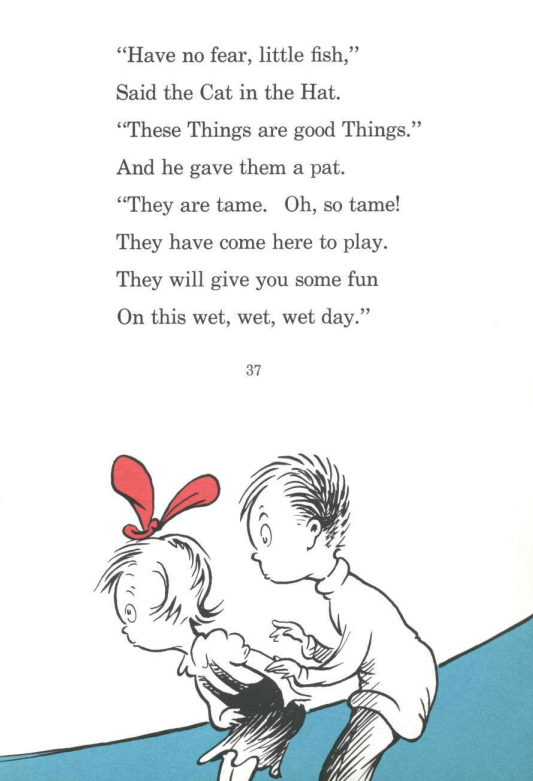 “Have no fear, little fish,”
Said the Cat in the Hat.
“These Things are good Things.”
And he gave them a pat.
“They are tame. Oh, so tame!
They have come here to play.
They will give you some fun
On this wet, wet, wet day.”
37